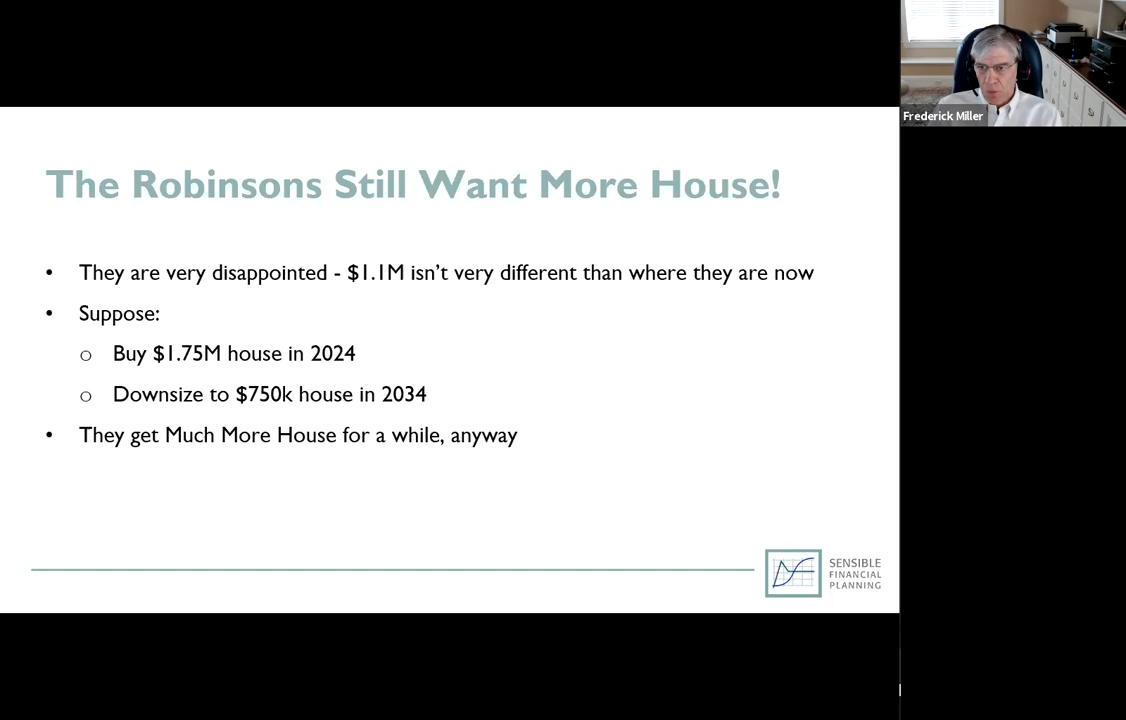 Frederick Miller
The Robinsons Still Want More House!
• They are very disappointed - $1.1M isn’t very different than where they are now
• Suppose:
o Buy $1.75M house in 2024
o Downsize to $750k house in 2034
• They get Much More House for a while, anyway
SENSIBLE
FINANCIAL
PLANNING